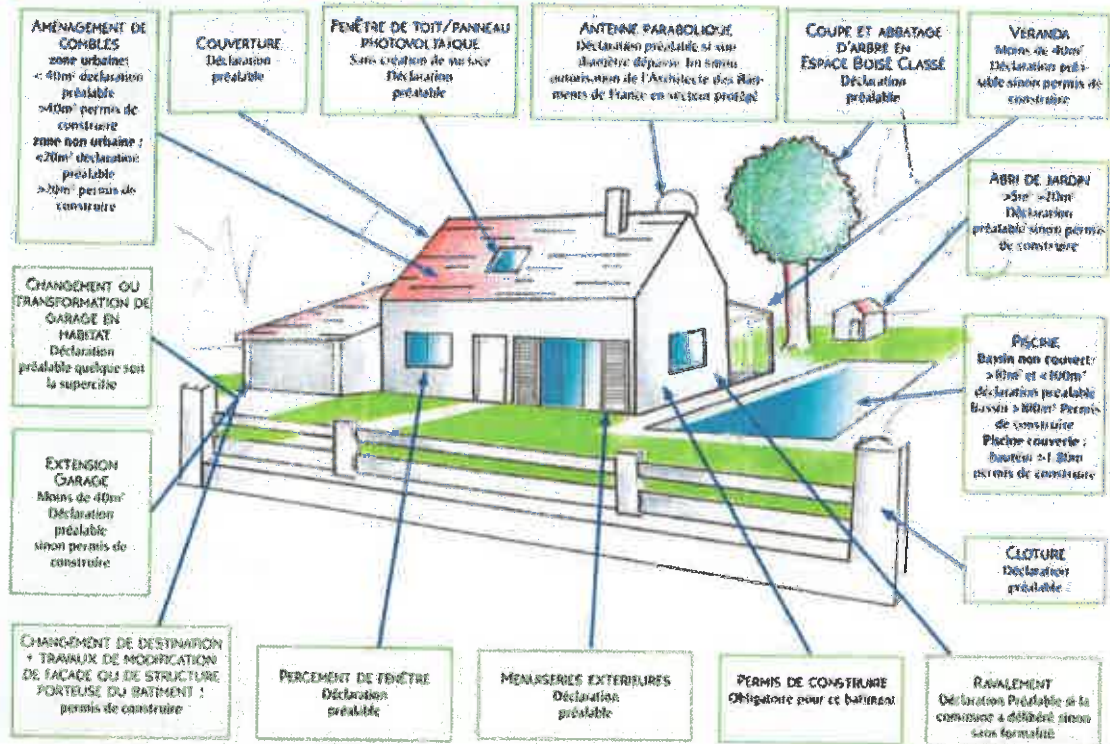 AMÉNAGEMENT DE
COMBLES
zone urbaine:
< 40m² déclaration
préalable
>40m² permis de
construire
zone non urbaine :
<20m² déclaration
préalable
>20m² permis de
construire
COUVERTURE
Déclaration
préalable
FENÊTRE DE TOIT/PANNEAU
PHOTOVOLTAIQUE
Sans création de surface
Déclaration
préalable
ANTENNE PARABOLIQUE
Déclaration préalable si son
diamètre dépasse 1m sinon
autorisation de l'Architecte des Bâti-
ments de France en secteur protégé
COUPE ET ABBATAGE
D'ARBRE EN
ESPACE BOISÉ CLASSÉ
Déclaration
préalable
VERANDA
Moins de 40m²
Déclaration pré-
alable sinon permis de
construire
ABRI DE JARDIN
>5m² <20m²
Déclaration
préalable sinon permis
de construire
CHANGEMENT OU
TRANSFORMATION DE
GARAGE EN
HABITAT
Déclaration
préalable quelque soit
la superficie
PISCINE
Bassin non couvert:
>10m² et <100m²
déclaration préalable
Bassin >100m² Permis
de construire
Piscine couverte :
hauteur >1.80m
permis de construire
EXTENSION
GARAGE
Moins de 40m²
Déclaration
préalable
sinon permis de
construire
CLOTURE
Déclaration
préalable
CHANGEMENT DE DESTINATION
+ TRAVAUX DE MODIFICATION
DE FACADE OU DE STRUCTURE
PORTEUSE DU BATIMENT :
permis de construire
PERCEMENT DE FENÊTRE
Déclaration
préalable
MENUISERIES EXTERIEURES
Déclaration
préalable
PERMIS DE CONSTRUIRE
Obligatoire pour ce batiment
RAVALEMENT
Déclaration Préalable si la
commune a délibéré sinon
sans formalité